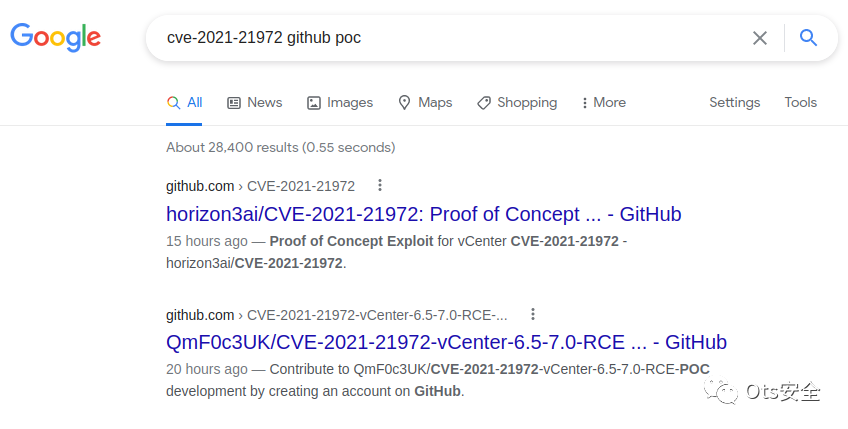 Google
cve-2021-21972 github poc
All News Images Maps Shopping More Settings Tools
About 28,400 results (0.55 seconds)
github.com › CVE-2021-21972
horizon3ai/CVE-2021-21972: Proof of Concept ... - GitHub
15 hours ago — Proof of Concept Exploit for vCenter CVE-2021-21972 -
horizon3ai/CVE-2021-21972.
github.com › CVE-2021-21972-vCenter-6.5-7.0-RCE-...
QmF0c3UK/CVE-2021-21972-vCenter-6.5-7.0-RCE ... - GitHub
20 hours ago — Contribute to QmF0c3UK/CVE-2021-21972-vCenter-6.5-7.0-RCE-POC
development by creating an account on GitHub.
Ots安全